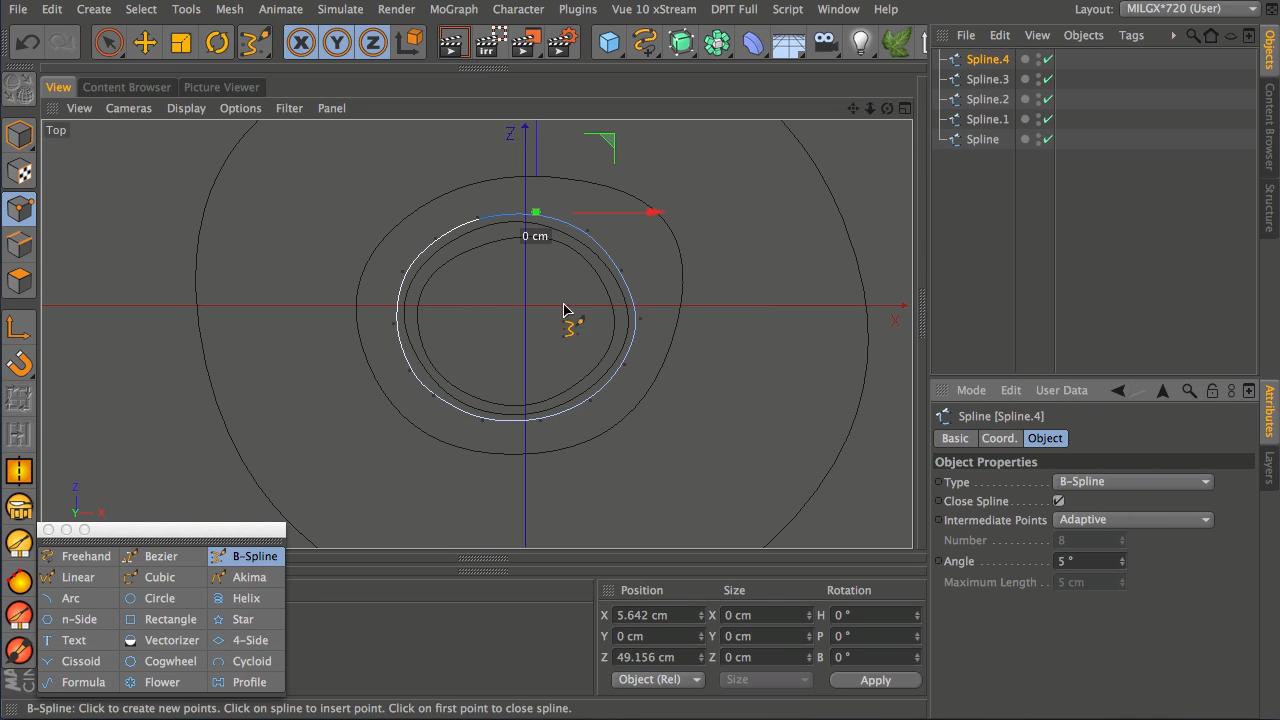 File Edit Create Select Tools Mesh Animate Simulate Render MoGraph Character Plugins Vue 10 xStream DPIT Full Script Window Help
Layout: MILGX*720 (User)
View Content Browser Picture Viewer
View Cameras Display Options Filter Panel
Top
Z
0 cm
X
Z
Y X
Freehand Bezier B-Spline
Linear Cubic Akima
Arc Circle Helix
n-Side Rectangle Star
Text Vectorizer 4-Side
Cissoid Cogwheel Cycloid
Formula Flower Profile
Position Size Rotation
X 5.642 cm X 0 cm H 0 °
Y 0 cm Y 0 cm P 0 °
Z 49.156 cm Z 0 cm B 0 °
Object (Rel) Size Apply
B-Spline: Click to create new points. Click on spline to insert point. Click on first point to close spline.
File Edit View Objects Tags
Spline.4
Spline.3
Spline.2
Spline.1
Spline
Mode Edit User Data
Spline [Spline.4]
Basic Coord. Object
Object Properties
Type B-Spline
Close Spline
Intermediate Points Adaptive
Number 8
Angle 5 °
Maximum Length 5 cm
Objects
Content Browser
Structure
Attributes
Layers